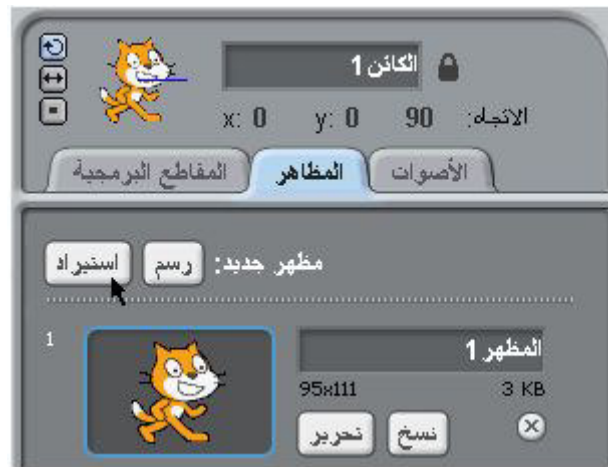 الكائن 1
الاتجاه: 90 y: 0 x: 0
الأصوات المظاهر المقاطع البرمجية
مظهر جديد: رسم استيراد
1
المظهر 1
95x111 3 KB
تحرير نسخ